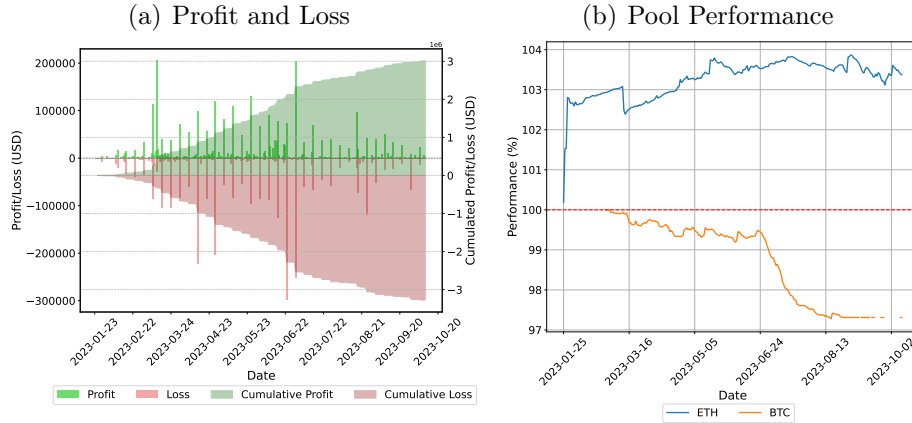 (a) Profit and Loss
1e6
200000
100000
0
−100000
−200000
−300000
Profit/Loss (USD)
3
2
1
0
−1
−2
−3
Cumulated Profit/Loss (USD)
2023-01-23
2023-02-22
2023-03-24
2023-04-23
2023-05-23
2023-06-22
2023-07-22
2023-08-21
2023-09-20
2023-10-20
Date
Profit
Loss
Cumulative Profit
Cumulative Loss
(b) Pool Performance
104
103
102
101
100
99
98
97
Performance (%)
2023-01-25
2023-03-16
2023-05-05
2023-06-24
2023-08-13
2023-10-02
Date
ETH
BTC